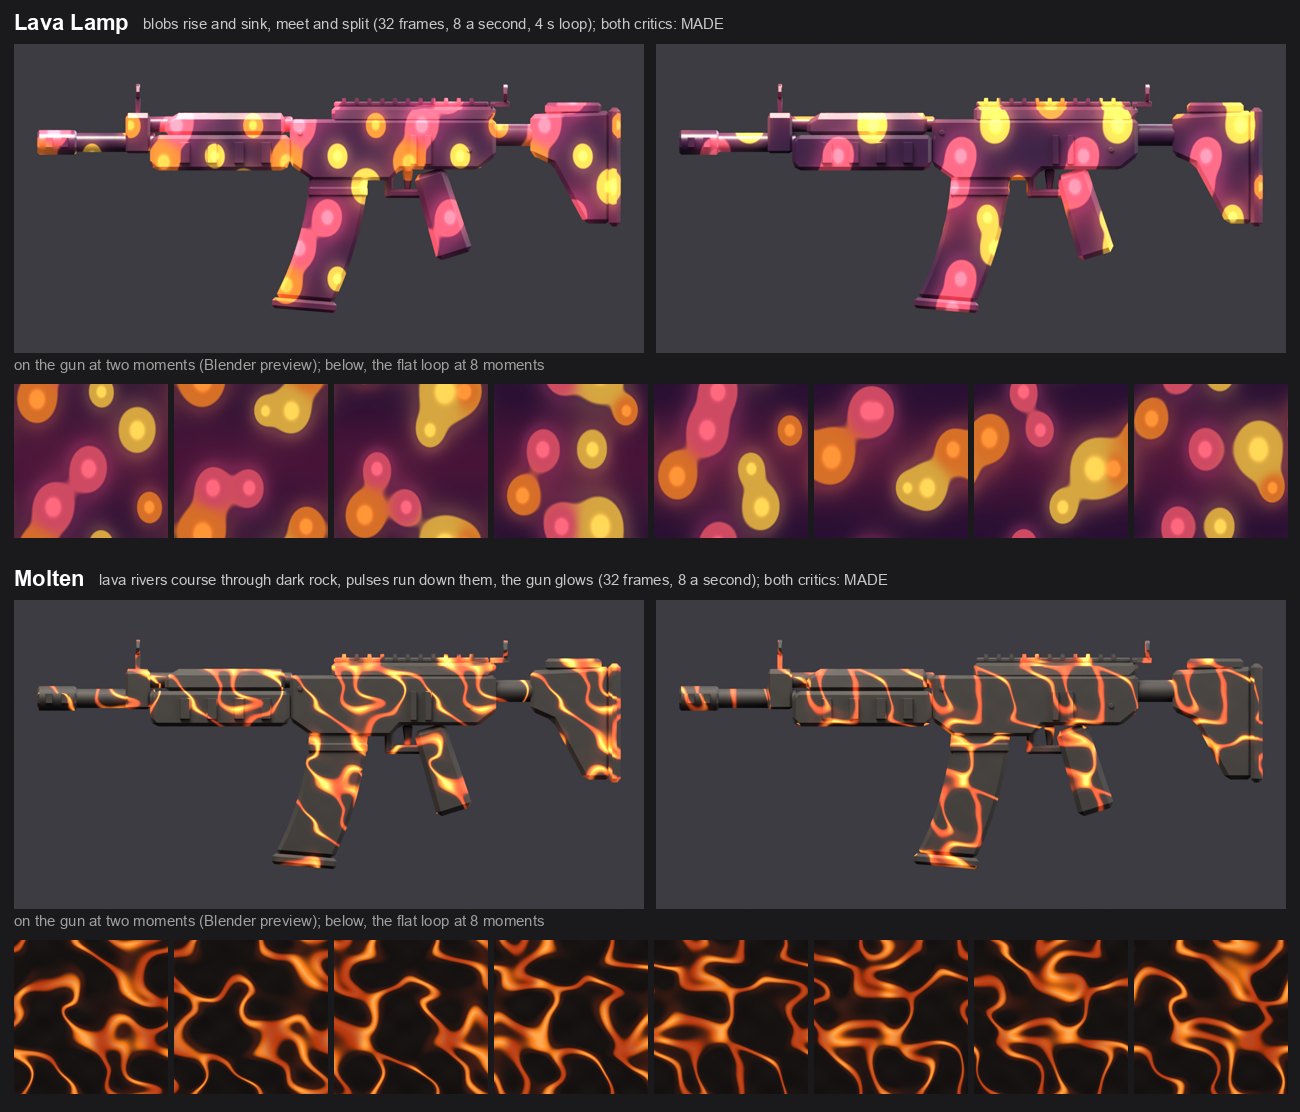 Lava Lamp blobs rise and sink, meet and split (32 frames, 8 a second, 4 s loop); both critics: MADE
on the gun at two moments (Blender preview); below, the flat loop at 8 moments
Molten lava rivers course through dark rock, pulses run down them, the gun glows (32 frames, 8 a second); both critics: MADE
on the gun at two moments (Blender preview); below, the flat loop at 8 moments